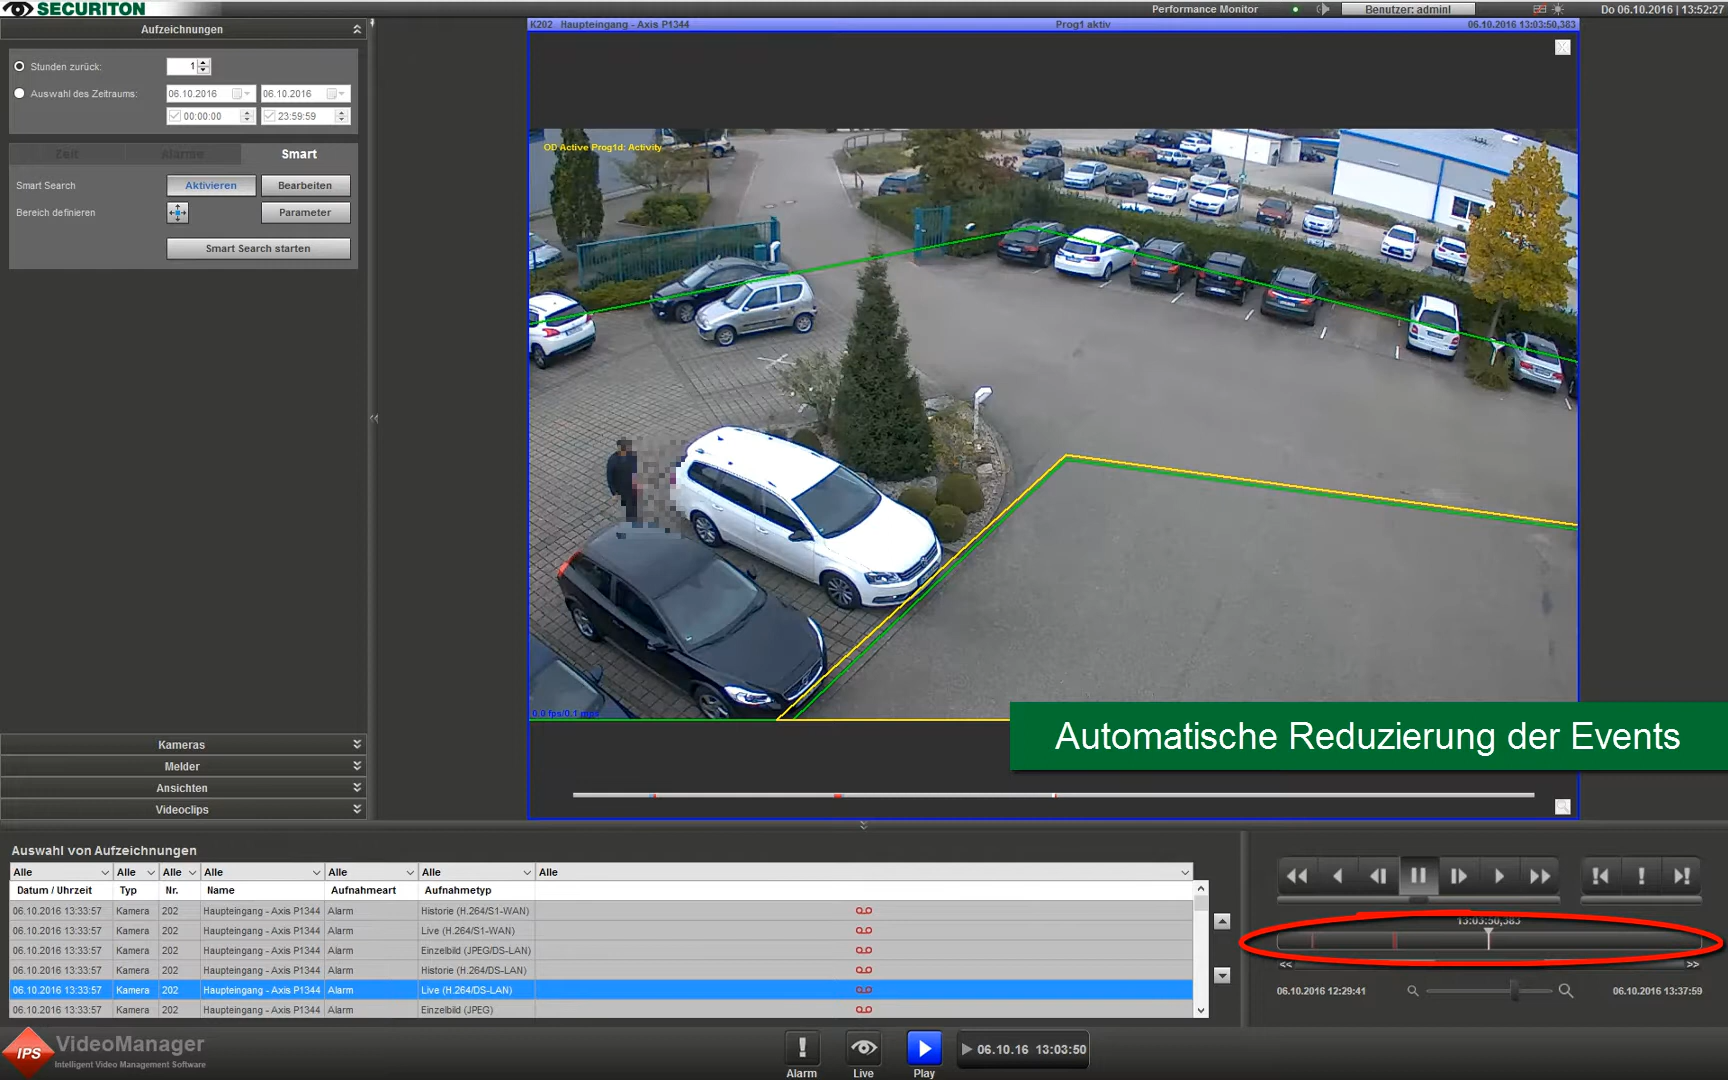 SECURITON
Performance Monitor
Benutzer: admin1
Do 06.10.2016 | 13:52:27
Aufzeichnungen
K202 Haupteingang - Axis P1344
Prog1 aktiv
06.10.2016 13:03:50,383
Stunden zurück: 1
Auswahl des Zeitraums: 06.10.2016 06.10.2016
00:00:00 23:59:59
Zeit Alarme Smart
Smart Search Aktivieren Bearbeiten
Bereich definieren Parameter
Smart Search starten
OD Active Prog1d: Activity
0.0 fps/0.1 mps
Automatische Reduzierung der Events
Kameras
Melder
Ansichten
Videoclips
Auswahl von Aufzeichnungen
Alle Alle Alle Alle Alle Alle Alle
Datum / Uhrzeit Typ Nr. Name Aufnahmeart Aufnahmetyp
06.10.2016 13:33:57 Kamera 202 Haupteingang - Axis P1344 Alarm Historie (H.264/S1-WAN)
06.10.2016 13:33:57 Kamera 202 Haupteingang - Axis P1344 Alarm Live (H.264/S1-WAN)
06.10.2016 13:33:57 Kamera 202 Haupteingang - Axis P1344 Alarm Einzelbild (JPEG/DS-LAN)
06.10.2016 13:33:57 Kamera 202 Haupteingang - Axis P1344 Alarm Historie (H.264/DS-LAN)
06.10.2016 13:33:57 Kamera 202 Haupteingang - Axis P1344 Alarm Live (H.264/DS-LAN)
06.10.2016 13:33:57 Kamera 202 Haupteingang - Axis P1344 Alarm Einzelbild (JPEG)
13:03:50,383
<< >>
06.10.2016 12:29:41
06.10.2016 13:37:59
IPS VideoManager
Intelligent Video Management Software
Alarm
Live
Play
06.10.16 13:03:50